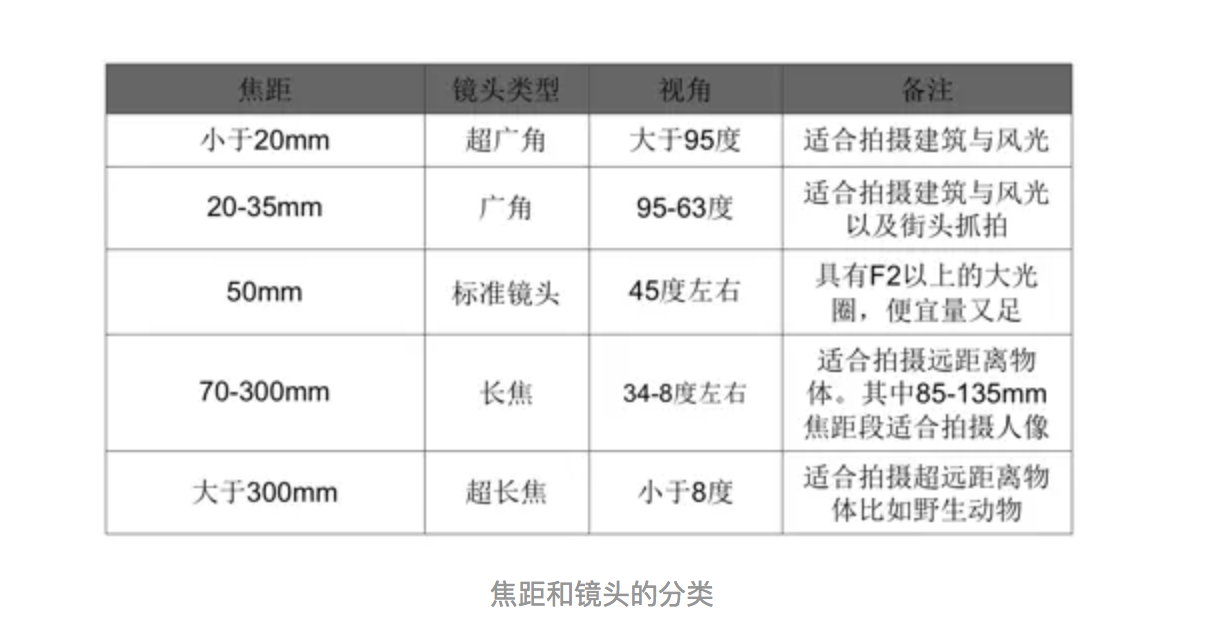 焦距 镜头类型 视角 备注
小于20mm 超广角 大于95度 适合拍摄建筑与风光
20-35mm 广角 95-63度 适合拍摄建筑与风光
以及街头抓拍
50mm 标准镜头 45度左右 具有F2以上的大光
圈，便宜量又足
70-300mm 长焦 34-8度左右 适合拍摄远距离物
体。其中85-135mm
焦距段适合拍摄人像
大于300mm 超长焦 小于8度 适合拍摄超远距离物
体比如野生动物
焦距和镜头的分类